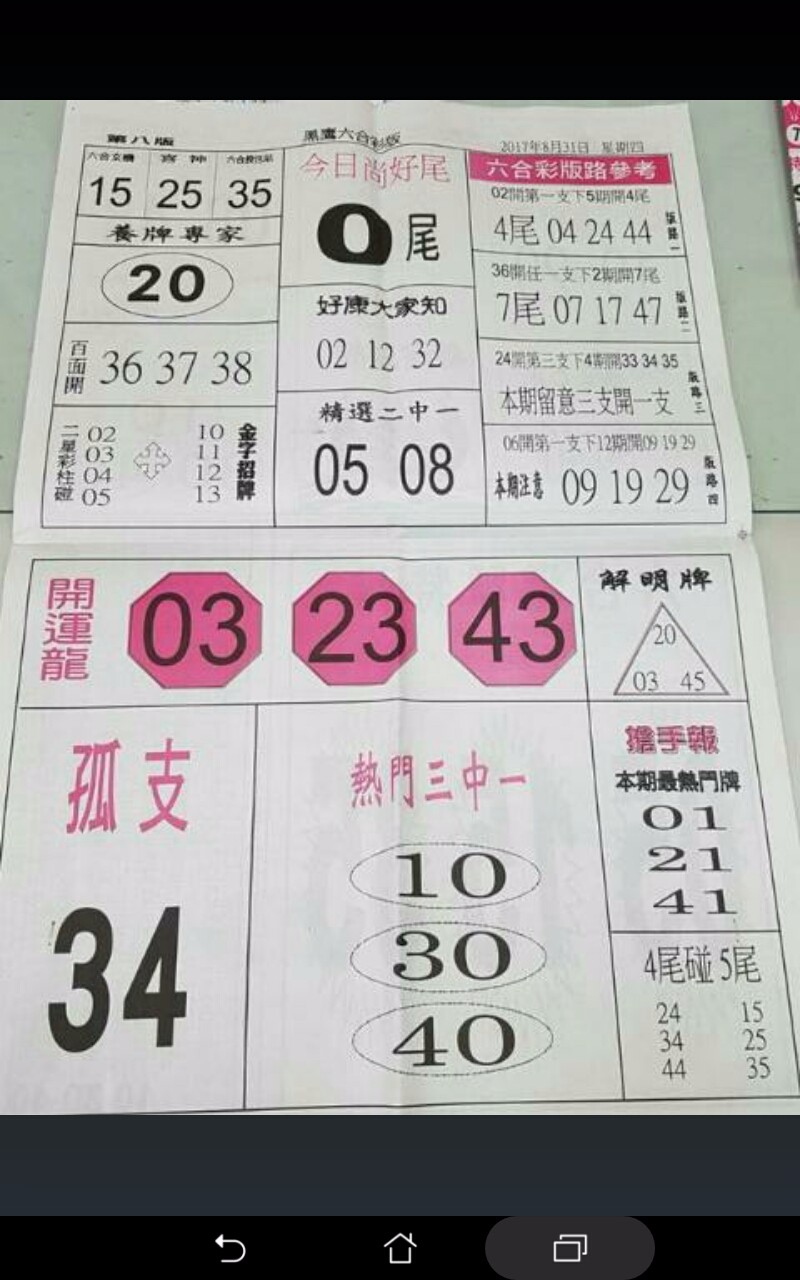 第八版
黑鷹六合彩版
2017年8月31日 星期四
六合玄機 喜神 六合投注站
15 25 35
養牌專家
20
百面開
36 37 38
二星彩柱碰
02
03
04
05
10
11
12
13
金字招牌
今日尚好尾
0尾
好康大家知
02 12 32
精選二中一
05 08
六合彩版路參考
02開第一支下5期開4尾
4尾 04 24 44
版路一
36開任一支下2期開7尾
7尾 07 17 47
版路二
24開第三支下4期開33 34 35
本期留意三支開一支
版路三
06開第一支下12期開09 19 29
本期注意 09 19 29
版路四
開運龍
03 23 43
解明牌
20
03 45
孤支
34
熱門三中一
10
30
40
擔手報
本期最熱門牌
01
21
41
4尾碰5尾
24 15
34 25
44 35
7